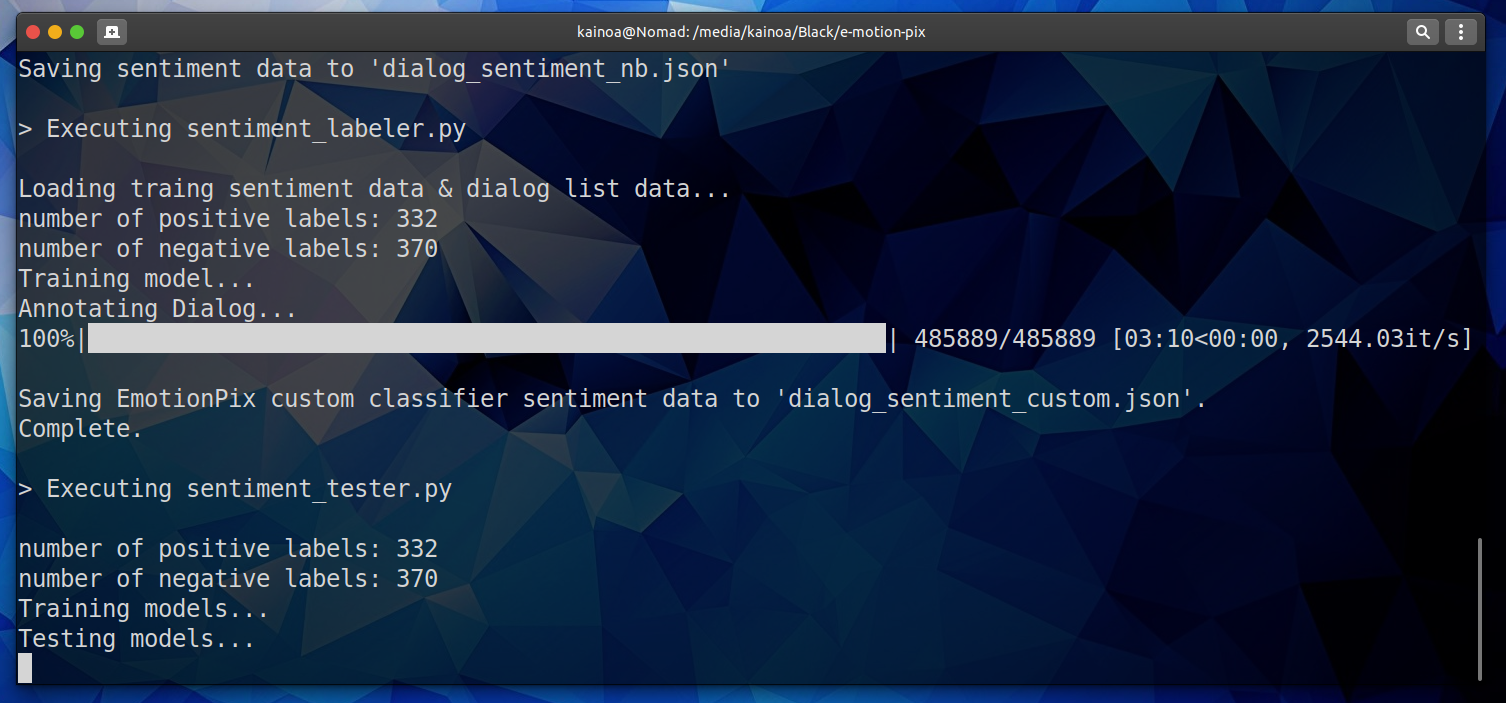 kainoa@Nomad: /media/kainoa/Black/e-motion-pix
Saving sentiment data to 'dialog_sentiment_nb.json'
> Executing sentiment_labeler.py
Loading traing sentiment data & dialog list data...
number of positive labels: 332
number of negative labels: 370
Training model...
Annotating Dialog...
100%| | 485889/485889 [03:10<00:00, 2544.03it/s]
Saving EmotionPix custom classifier sentiment data to 'dialog_sentiment_custom.json'.
Complete.
> Executing sentiment_tester.py
number of positive labels: 332
number of negative labels: 370
Training models...
Testing models...